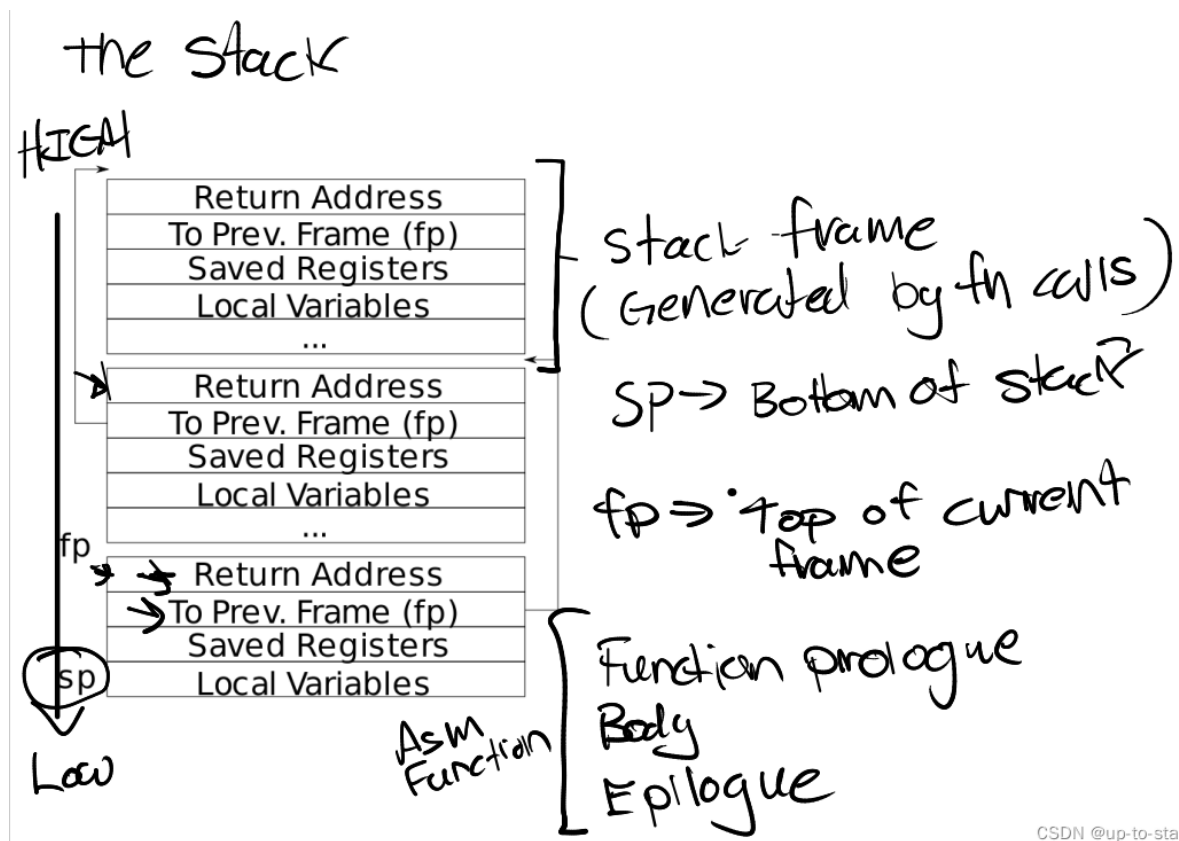 the Stack
HIGH
Return Address
To Prev. Frame (fp)
Saved Registers
Local Variables
...
Stack frame
(Generated by fn calls)
Return Address
To Prev. Frame (fp)
Saved Registers
Local Variables
...
SP → Bottom of stack
fp ⇒ Top of current
frame
fp
Return Address
To Prev. Frame (fp)
Saved Registers
sp
Local Variables
Low
Asm
Function
Function prologue
Body
Epilogue
CSDN @up-to-sta